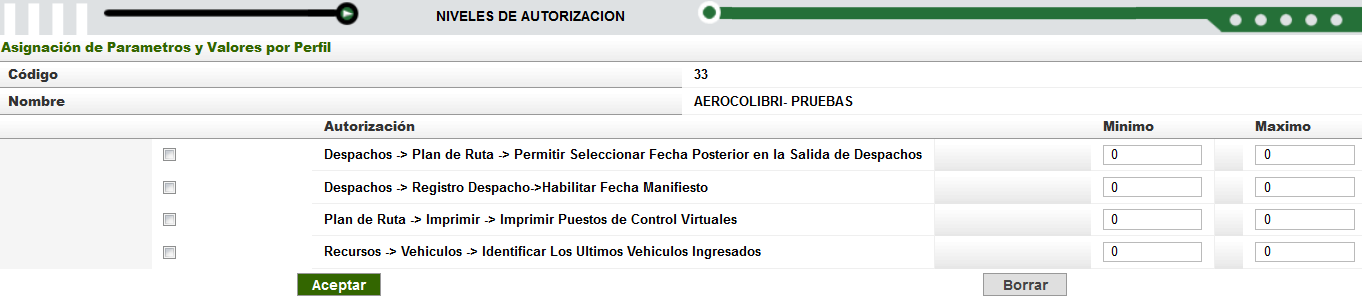 NIVELES DE AUTORIZACION
Asignación de Parametros y Valores por Perfil
Código 33
Nombre AEROCOLIBRI- PRUEBAS
Autorización Minimo Maximo
Despachos -> Plan de Ruta -> Permitir Seleccionar Fecha Posterior en la Salida de Despachos 0 0
Despachos -> Registro Despacho->Habilitar Fecha Manifiesto 0 0
Plan de Ruta -> Imprimir -> Imprimir Puestos de Control Virtuales 0 0
Recursos -> Vehiculos -> Identificar Los Ultimos Vehiculos Ingresados 0 0
Aceptar Borrar